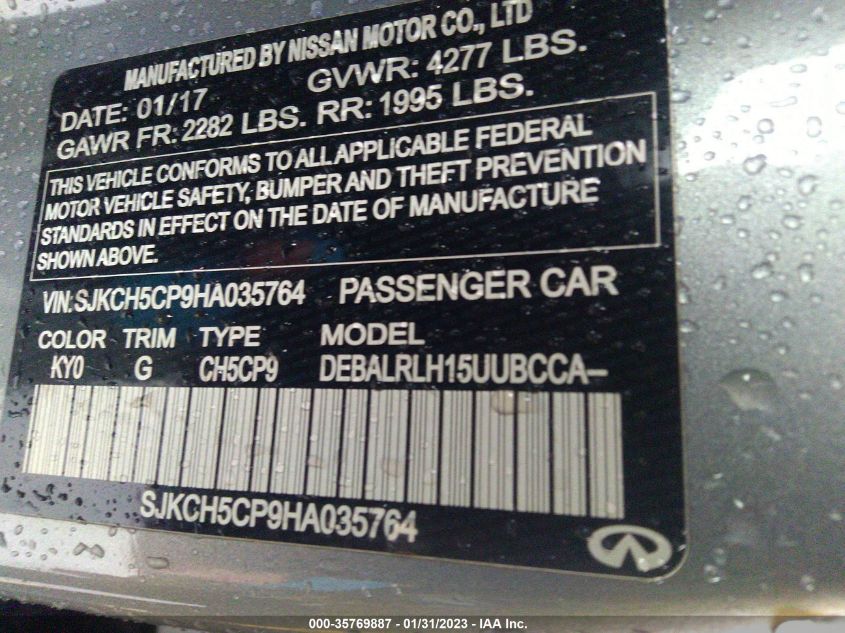 MANUFACTURED BY NISSAN MOTOR CO., LTD
DATE: 01/17 GVWR: 4277 LBS.
GAWR FR: 2282 LBS. RR: 1995 LBS.
THIS VEHICLE CONFORMS TO ALL APPLICABLE FEDERAL
MOTOR VEHICLE SAFETY, BUMPER AND THEFT PREVENTION
STANDARDS IN EFFECT ON THE DATE OF MANUFACTURE
SHOWN ABOVE.
VIN: SJKCH5CP9HA035764 PASSENGER CAR
COLOR TRIM TYPE MODEL
KY0 G CH5CP9 DEBALRLH15UUBCCA-
SJKCH5CP9HA035764
000-35769887 - 01/31/2023 - IAA Inc.